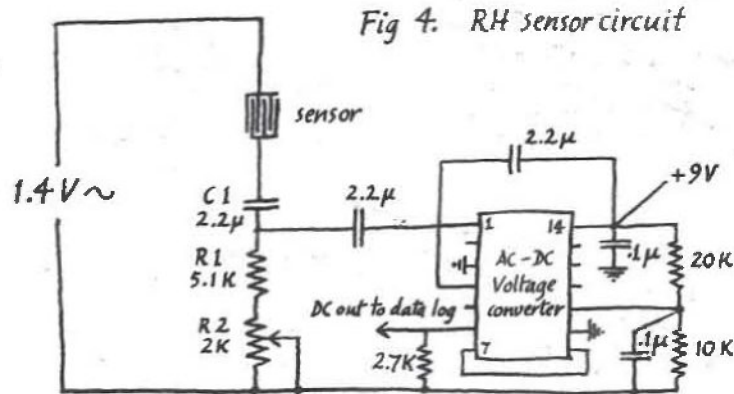 Fig 4. RH sensor circuit
sensor
2.2μ
1.4V~
C1
2.2μ
2.2μ
+9V
1
14
R1
5.1K
AC-DC
Voltage
converter
.1μ
20K
DC out to data log
R2
2K
2.7K
7
.1μ
10K